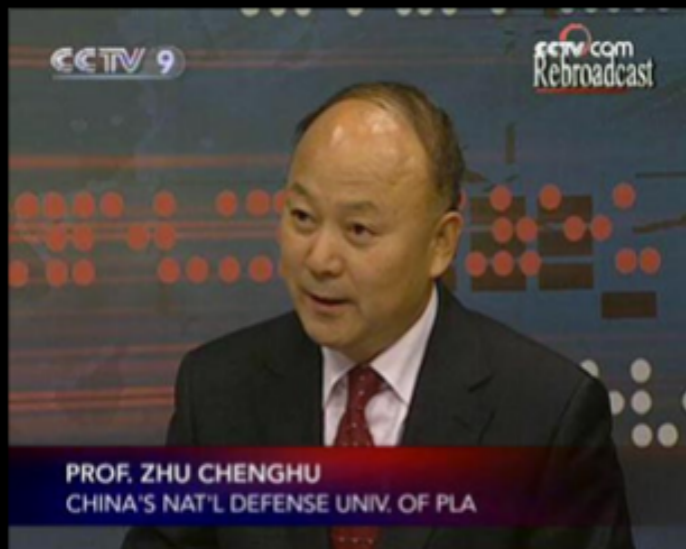 CCTV 9
CCTV.com
Rebroadcast
PROF. ZHU CHENGHU
CHINA'S NAT'L DEFENSE UNIV. OF PLA